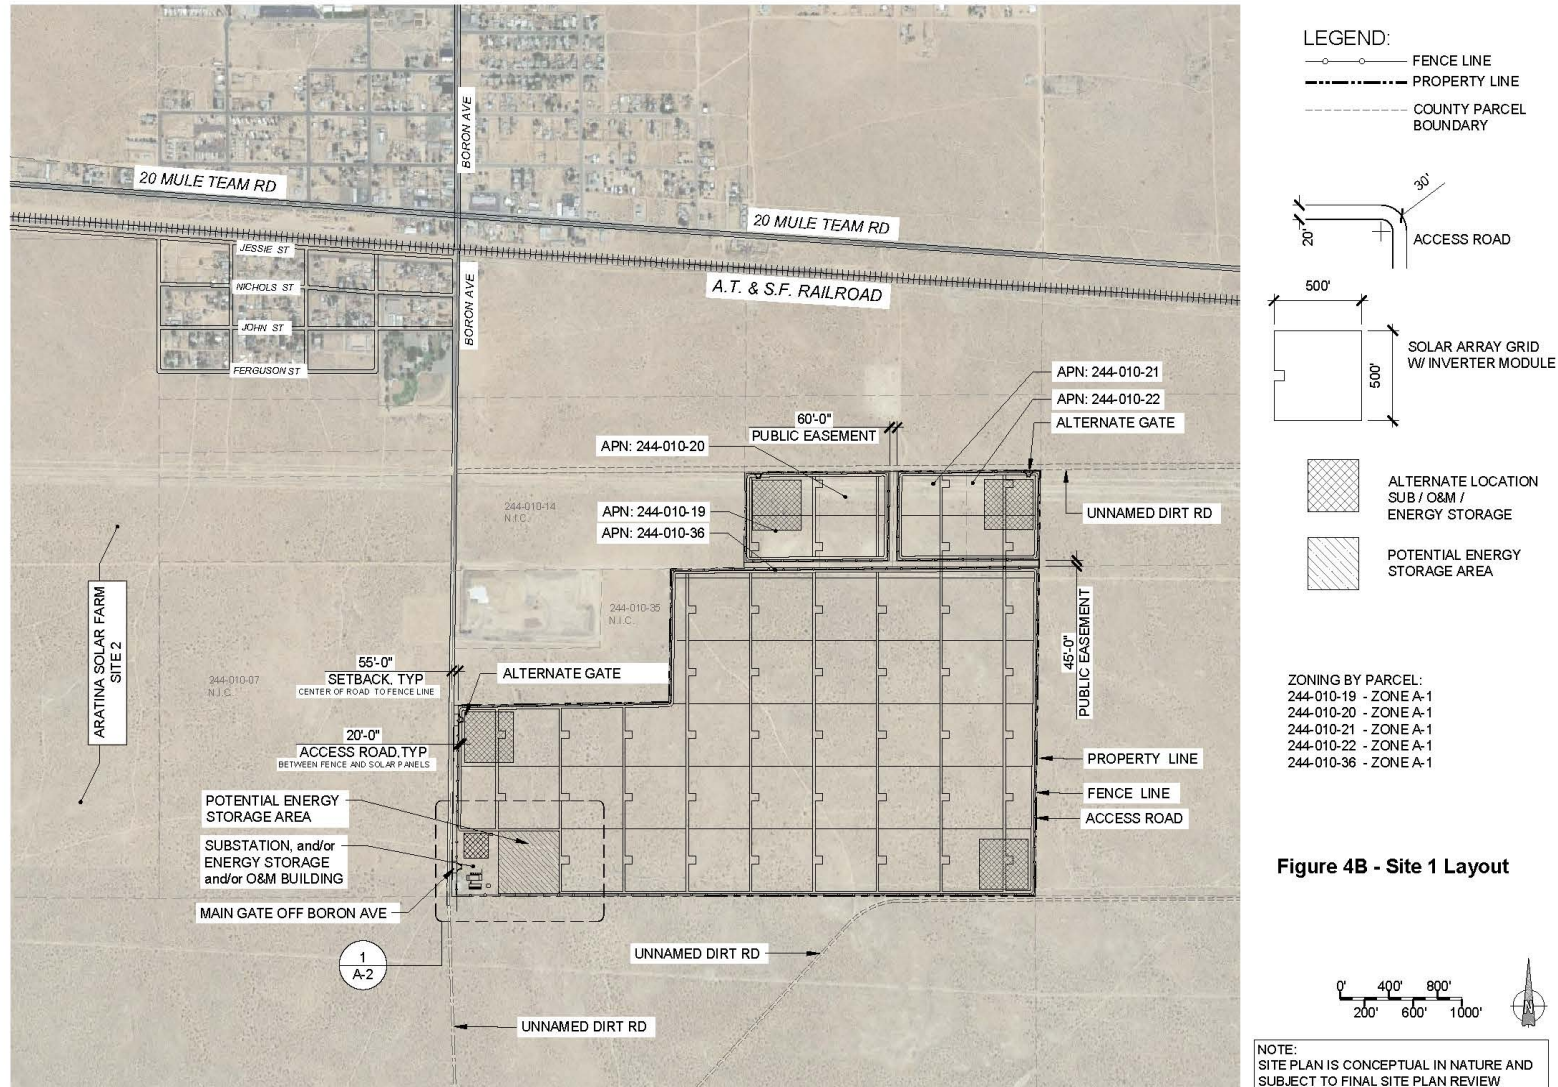 BORON AVE
20 MULE TEAM RD
20 MULE TEAM RD
JESSIE ST
NICHOLS ST
JOHN ST
FERGUSON ST
BORON AVE
A.T. & S.F. RAILROAD
APN: 244-010-21
APN: 244-010-22
ALTERNATE GATE
60'-0"
PUBLIC EASEMENT
APN: 244-010-20
APN: 244-010-19
APN: 244-010-36
UNNAMED DIRT RD
244-010-14
N.I.C.
244-010-35
N.I.C.
244-010-07
N.I.C.
ARATINA SOLAR FARM
SITE 2
45'-0"
PUBLIC EASEMENT
55'-0"
SETBACK, TYP
CENTER OF ROAD TO FENCE LINE
ALTERNATE GATE
20'-0"
ACCESS ROAD,TYP
BETWEEN FENCE AND SOLAR PANELS
PROPERTY LINE
FENCE LINE
ACCESS ROAD
POTENTIAL ENERGY
STORAGE AREA
SUBSTATION, and/or
ENERGY STORAGE
and/or O&M BUILDING
MAIN GATE OFF BORON AVE
1
A-2
UNNAMED DIRT RD
UNNAMED DIRT RD
LEGEND:
FENCE LINE
PROPERTY LINE
COUNTY PARCEL
BOUNDARY
30'
20'
ACCESS ROAD
500'
500'
SOLAR ARRAY GRID
W/ INVERTER MODULE
ALTERNATE LOCATION
SUB / O&M /
ENERGY STORAGE
POTENTIAL ENERGY
STORAGE AREA
ZONING BY PARCEL:
244-010-19 - ZONE A-1
244-010-20 - ZONE A-1
244-010-21 - ZONE A-1
244-010-22 - ZONE A-1
244-010-36 - ZONE A-1
Figure 4B - Site 1 Layout
0' 400' 800'
200' 600' 1000'
N
NOTE:
SITE PLAN IS CONCEPTUAL IN NATURE AND
SUBJECT TO FINAL SITE PLAN REVIEW